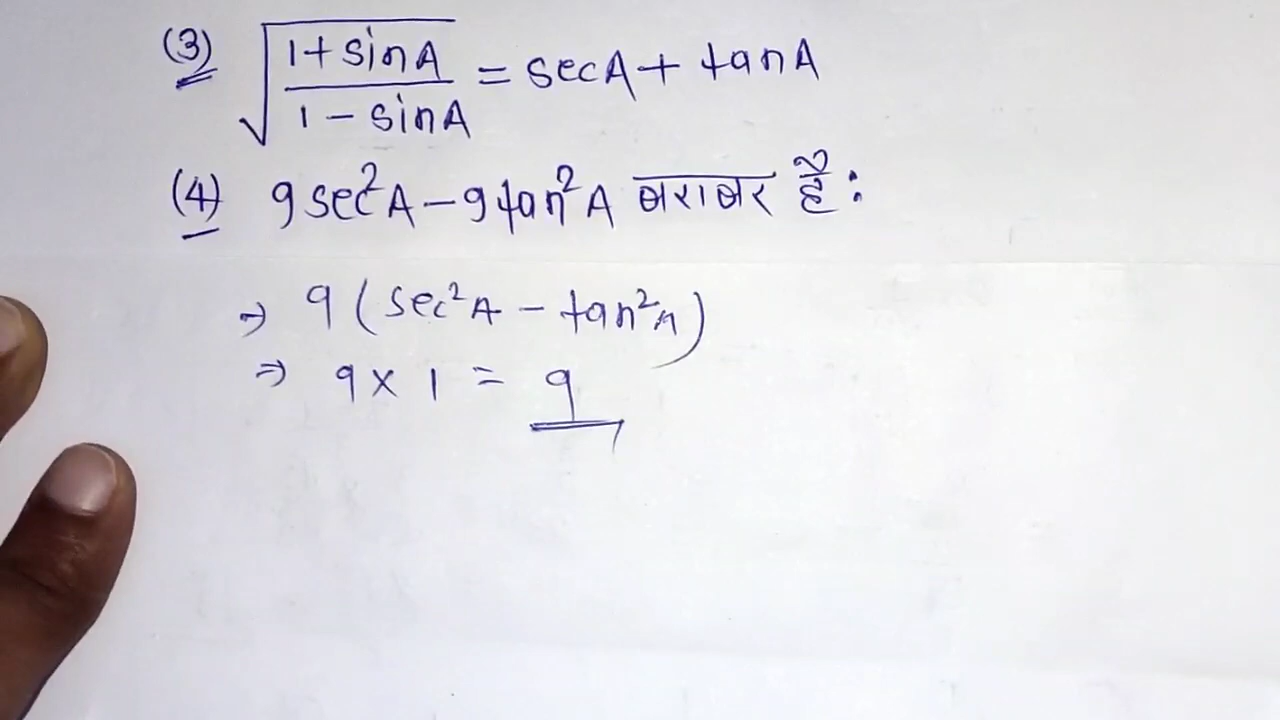 (3) √(1+sinA / 1-sinA) = secA + tanA
(4) 9sec²A - 9tan²A बराबर है :
→ 9(sec²A - tan²A)
⇒ 9 × 1 = 9